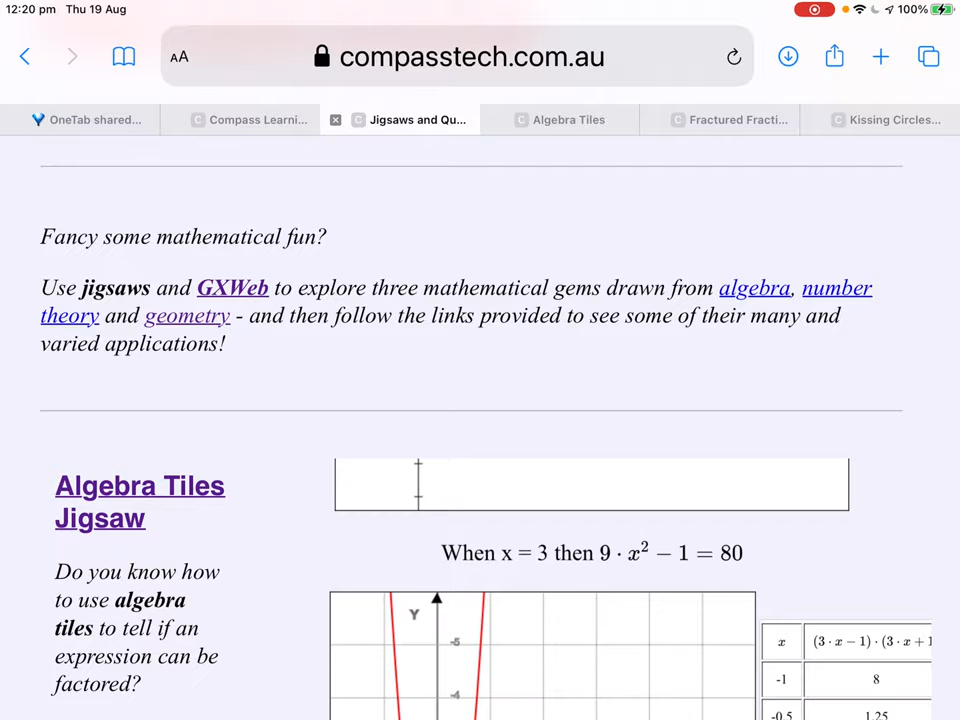 12:20 pm Thu 19 Aug
100%
AA compasstech.com.au
OneTab shared...
C Compass Learni...
C Jigsaws and Qu...
C Algebra Tiles
C Fractured Fracti...
C Kissing Circles...
Fancy some mathematical fun?
Use jigsaws and GXWeb to explore three mathematical gems drawn from algebra, number
theory and geometry - and then follow the links provided to see some of their many and
varied applications!
Algebra Tiles
Jigsaw
Do you know how
to use algebra
tiles to tell if an
expression can be
factored?
When x = 3 then 9 · x² − 1 = 80
Y
-5
-4
x (3 · x − 1) · (3 · x + 1
-1 8
-0.5 1.25